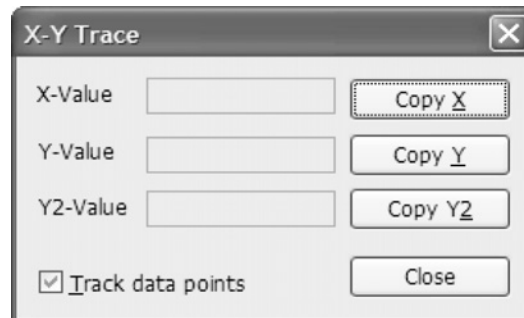 X-Y Trace
X-Value Copy X
Y-Value Copy Y
Y2-Value Copy Y2
Track data points Close